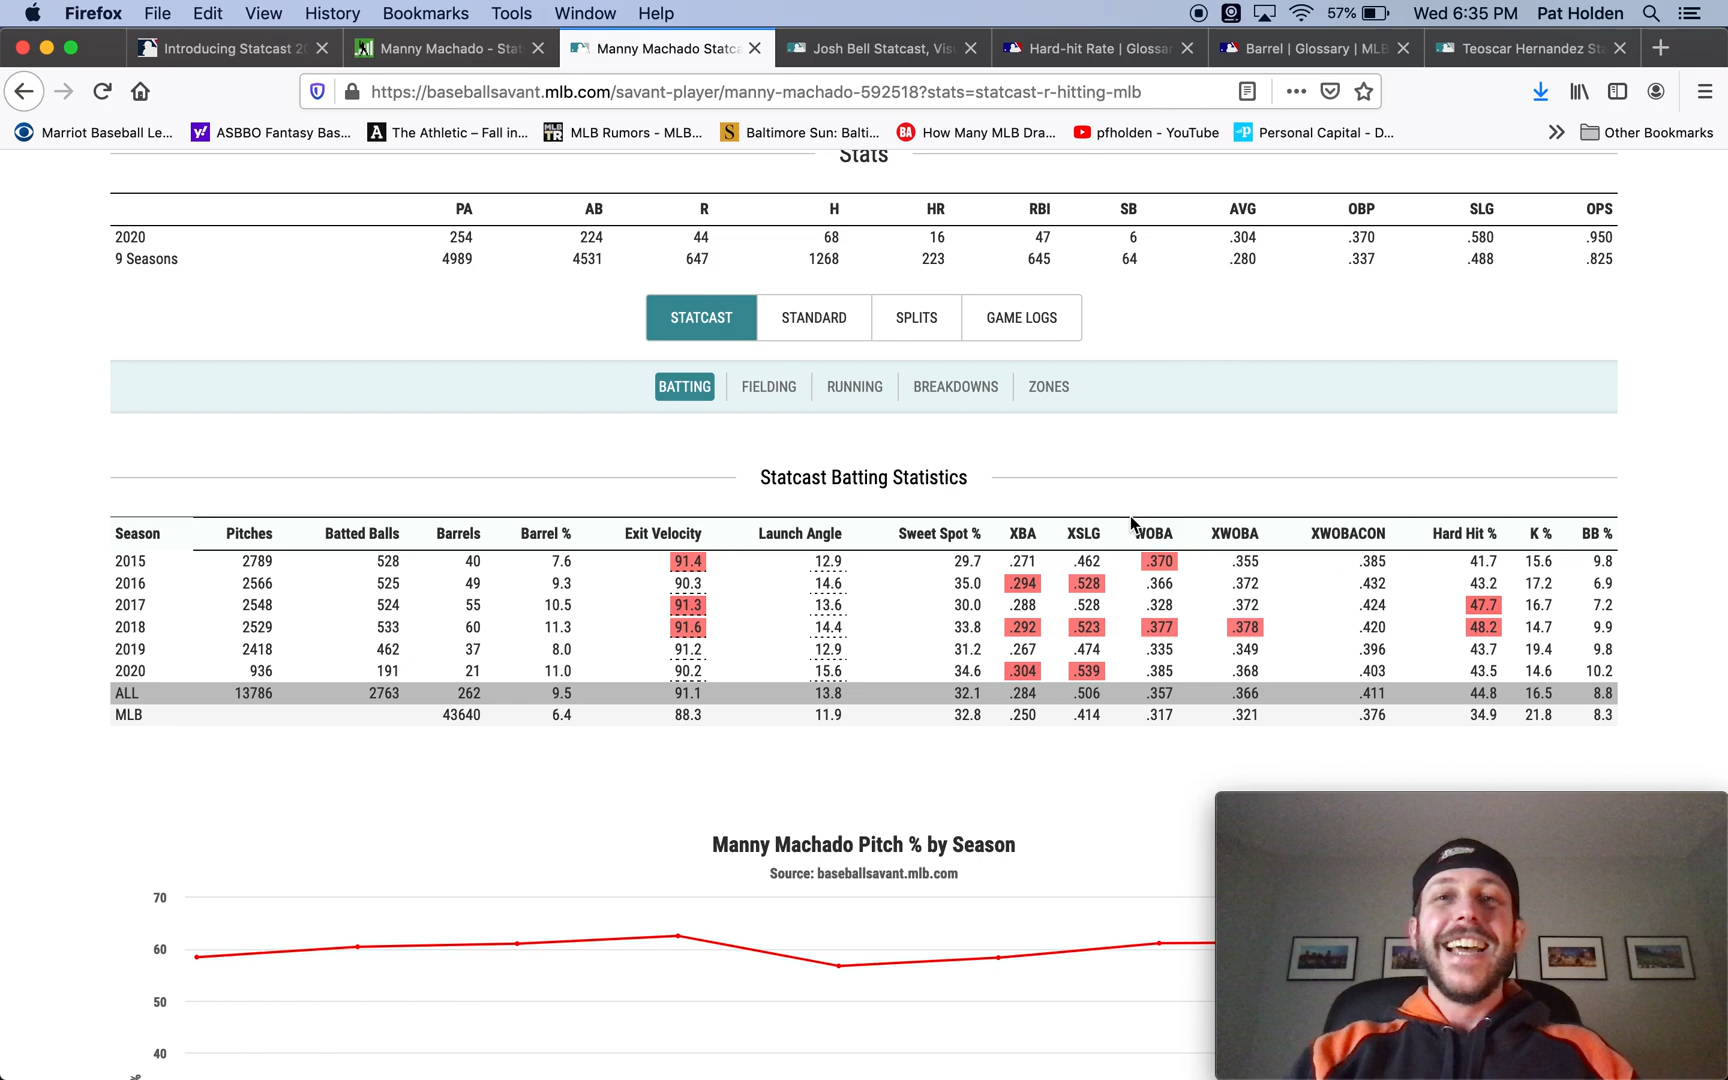 Firefox File Edit View History Bookmarks Tools Window Help 57% Wed 6:35 PM Pat Holden
Introducing Statcast 20 Manny Machado - Stat Manny Machado Statca Josh Bell Statcast, Visu Hard-hit Rate | Glossar Barrel | Glossary | MLB Teoscar Hernandez St
https://baseballsavant.mlb.com/savant-player/manny-machado-592518?stats=statcast-r-hitting-mlb
Marriot Baseball Le... ASBBO Fantasy Bas... The Athletic – Fall in... MLB Rumors - MLB... Baltimore Sun: Balti... How Many MLB Dra... pfholden - YouTube Personal Capital - D... Other Bookmarks
Stats
PA AB R H HR RBI SB AVG OBP SLG OPS
2020 254 224 44 68 16 47 6 .304 .370 .580 .950
9 Seasons 4989 4531 647 1268 223 645 64 .280 .337 .488 .825
STATCAST STANDARD SPLITS GAME LOGS
BATTING FIELDING RUNNING BREAKDOWNS ZONES
Statcast Batting Statistics
Season Pitches Batted Balls Barrels Barrel % Exit Velocity Launch Angle Sweet Spot % XBA XSLG WOBA XWOBA XWOBACON Hard Hit % K % BB %
2015 2789 528 40 7.6 91.4 12.9 29.7 .271 .462 .370 .355 .385 41.7 15.6 9.8
2016 2566 525 49 9.3 90.3 14.6 35.0 .294 .528 .366 .372 .432 43.2 17.2 6.9
2017 2548 524 55 10.5 91.3 13.6 30.0 .288 .528 .328 .372 .424 47.7 16.7 7.2
2018 2529 533 60 11.3 91.6 14.4 33.8 .292 .523 .377 .378 .420 48.2 14.7 9.9
2019 2418 462 37 8.0 91.2 12.9 31.2 .267 .474 .335 .349 .396 43.7 19.4 9.8
2020 936 191 21 11.0 90.2 15.6 34.6 .304 .539 .385 .368 .403 43.5 14.6 10.2
ALL 13786 2763 262 9.5 91.1 13.8 32.1 .284 .506 .357 .366 .411 44.8 16.5 8.8
MLB 43640 6.4 88.3 11.9 32.8 .250 .414 .317 .321 .376 34.9 21.8 8.3
Manny Machado Pitch % by Season
Source: baseballsavant.mlb.com
70
60
50
40